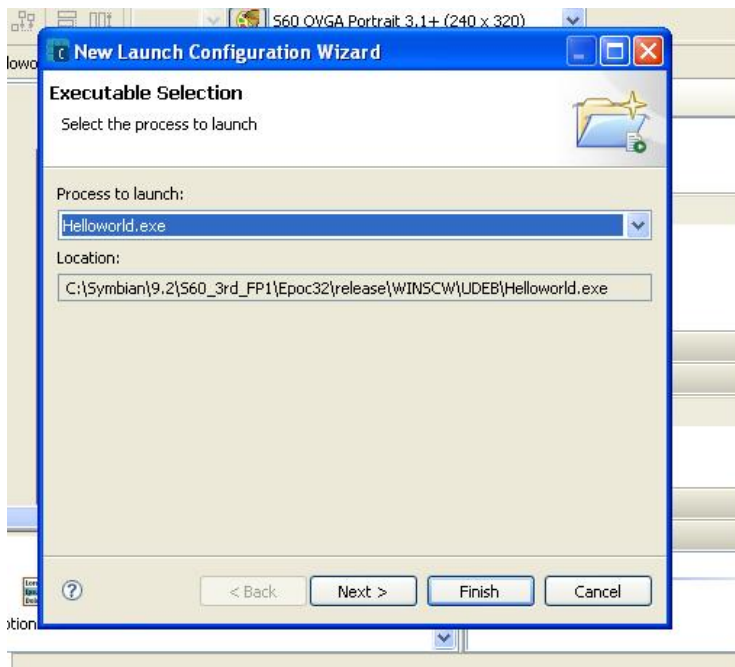 S60 QVGA Portrait 3.1+ (240 x 320)
New Launch Configuration Wizard
Executable Selection
Select the process to launch
Process to launch:
Helloworld.exe
Location:
C:\Symbian\9.2\S60_3rd_FP1\Epoc32\release\WINSCW\UDEB\Helloworld.exe
< Back
Next >
Finish
Cancel